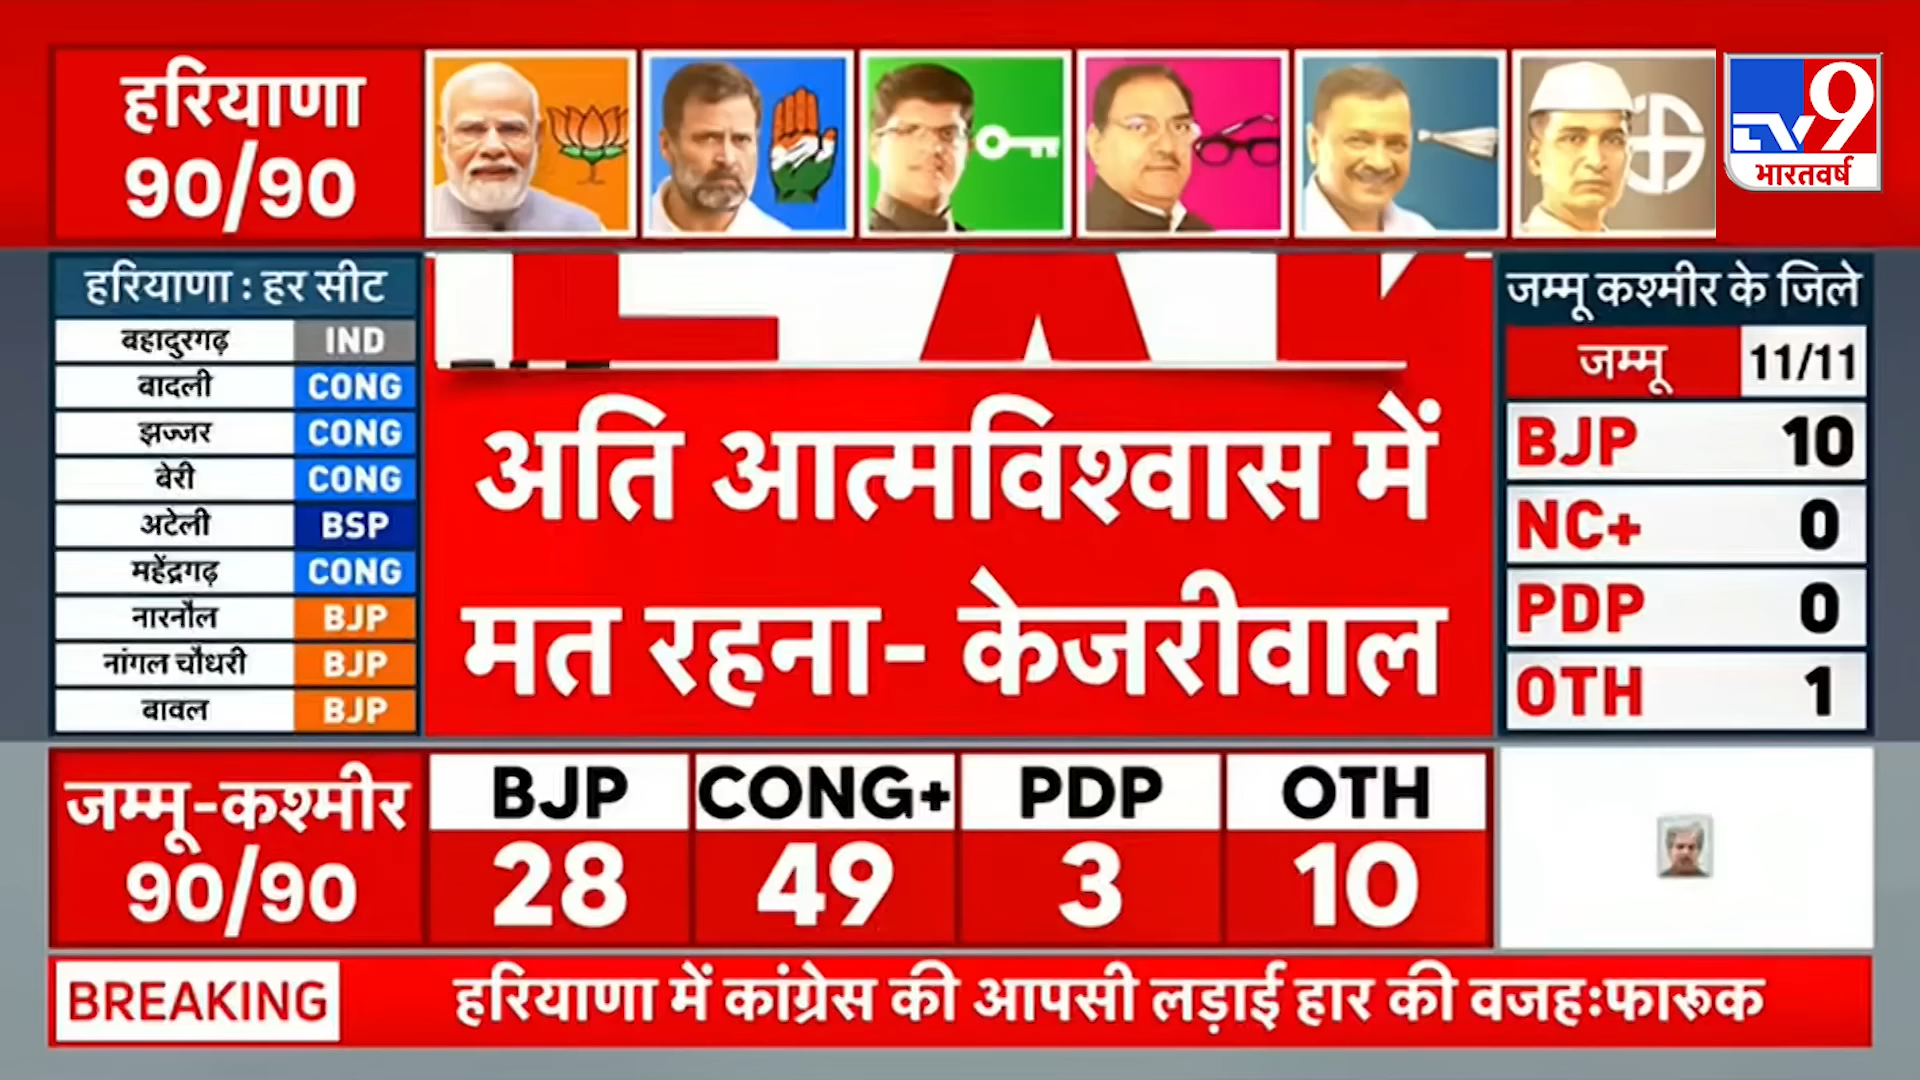 हरियाणा
90/90
TV9
भारतवर्ष
हरियाणा : हर सीट
बहादुरगढ़ IND
बादली CONG
झज्जर CONG
बेरी CONG
अटेली BSP
महेंद्रगढ़ CONG
नारनौल BJP
नांगल चौधरी BJP
बावल BJP
अति आत्मविश्वास में
मत रहना- केजरीवाल
जम्मू कश्मीर के जिले
जम्मू 11/11
BJP 10
NC+ 0
PDP 0
OTH 1
जम्मू-कश्मीर
90/90
BJP CONG+ PDP OTH
28 49 3 10
BREAKING हरियाणा में कांग्रेस की आपसी लड़ाई हार की वजह:फारूक